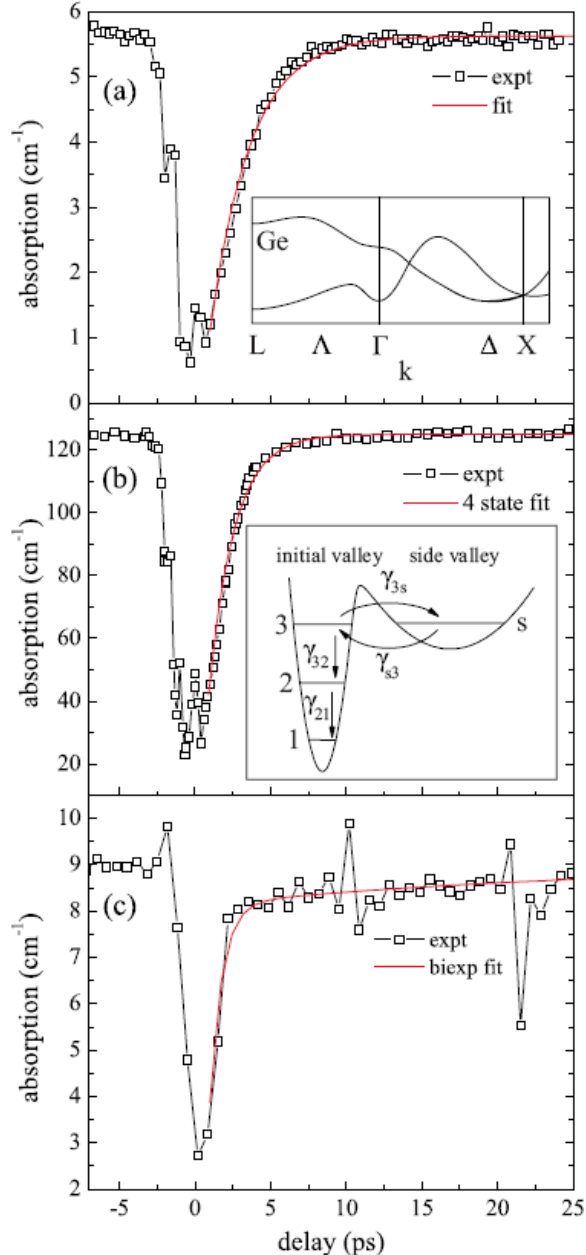 6
5
4
3
2
1
0
absorption (cm⁻¹)
(a)
expt
fit
Ge
L Λ Γ Δ X
k
120
100
80
60
40
20
absorption (cm⁻¹)
(b)
expt
4 state fit
initial valley side valley
γ3s
3 s
γ32 γs3
2
γ21
1
10
9
8
7
6
5
4
3
2
absorption (cm⁻¹)
(c)
expt
biexp fit
-5 0 5 10 15 20 25
delay (ps)